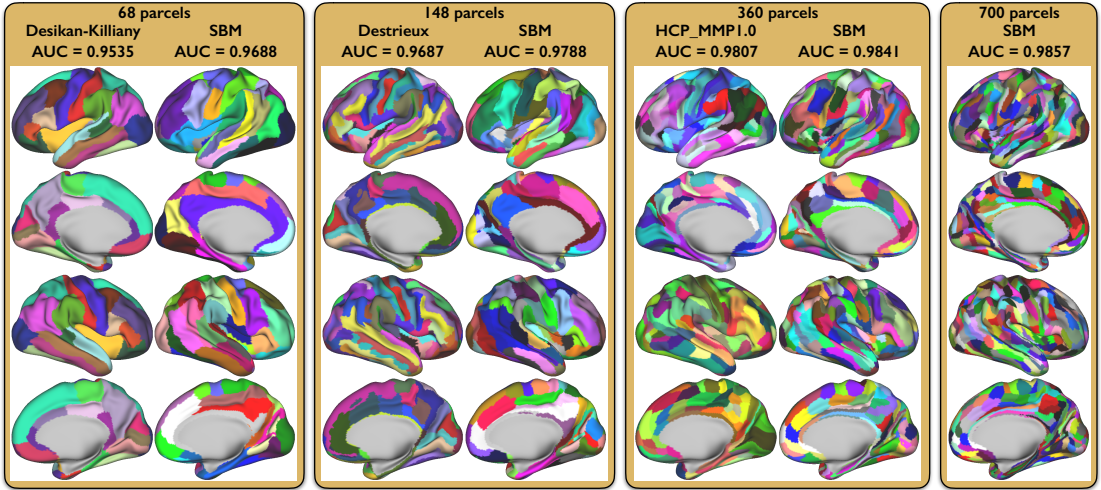 68 parcels
Desikan-Killiany
AUC = 0.9535
SBM
AUC = 0.9688
148 parcels
Destrieux
AUC = 0.9687
SBM
AUC = 0.9788
360 parcels
HCP_MMP1.0
AUC = 0.9807
SBM
AUC = 0.9841
700 parcels
SBM
AUC = 0.9857